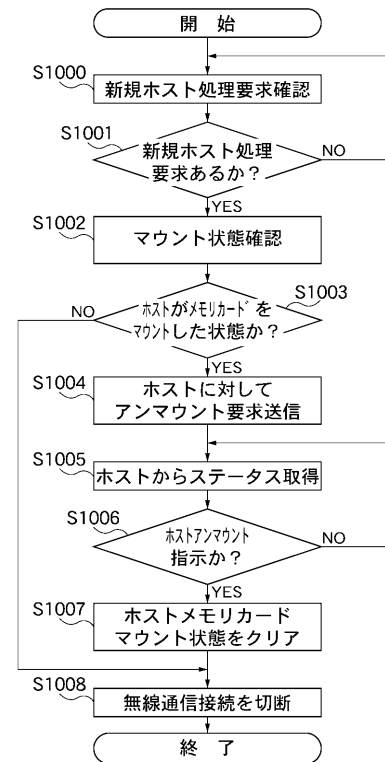 開 始
S1000
新規ホスト処理要求確認
S1001
新規ホスト処理
要求あるか？
NO
YES
S1002
マウント状態確認
S1003
ホストがメモリカードを
マウントした状態か？
NO
YES
S1004
ホストに対して
アンマウント要求送信
S1005
ホストからステータス取得
S1006
ホストアンマウント
指示か？
NO
YES
S1007
ホストメモリカード
マウント状態をクリア
S1008
無線通信接続を切断
終 了